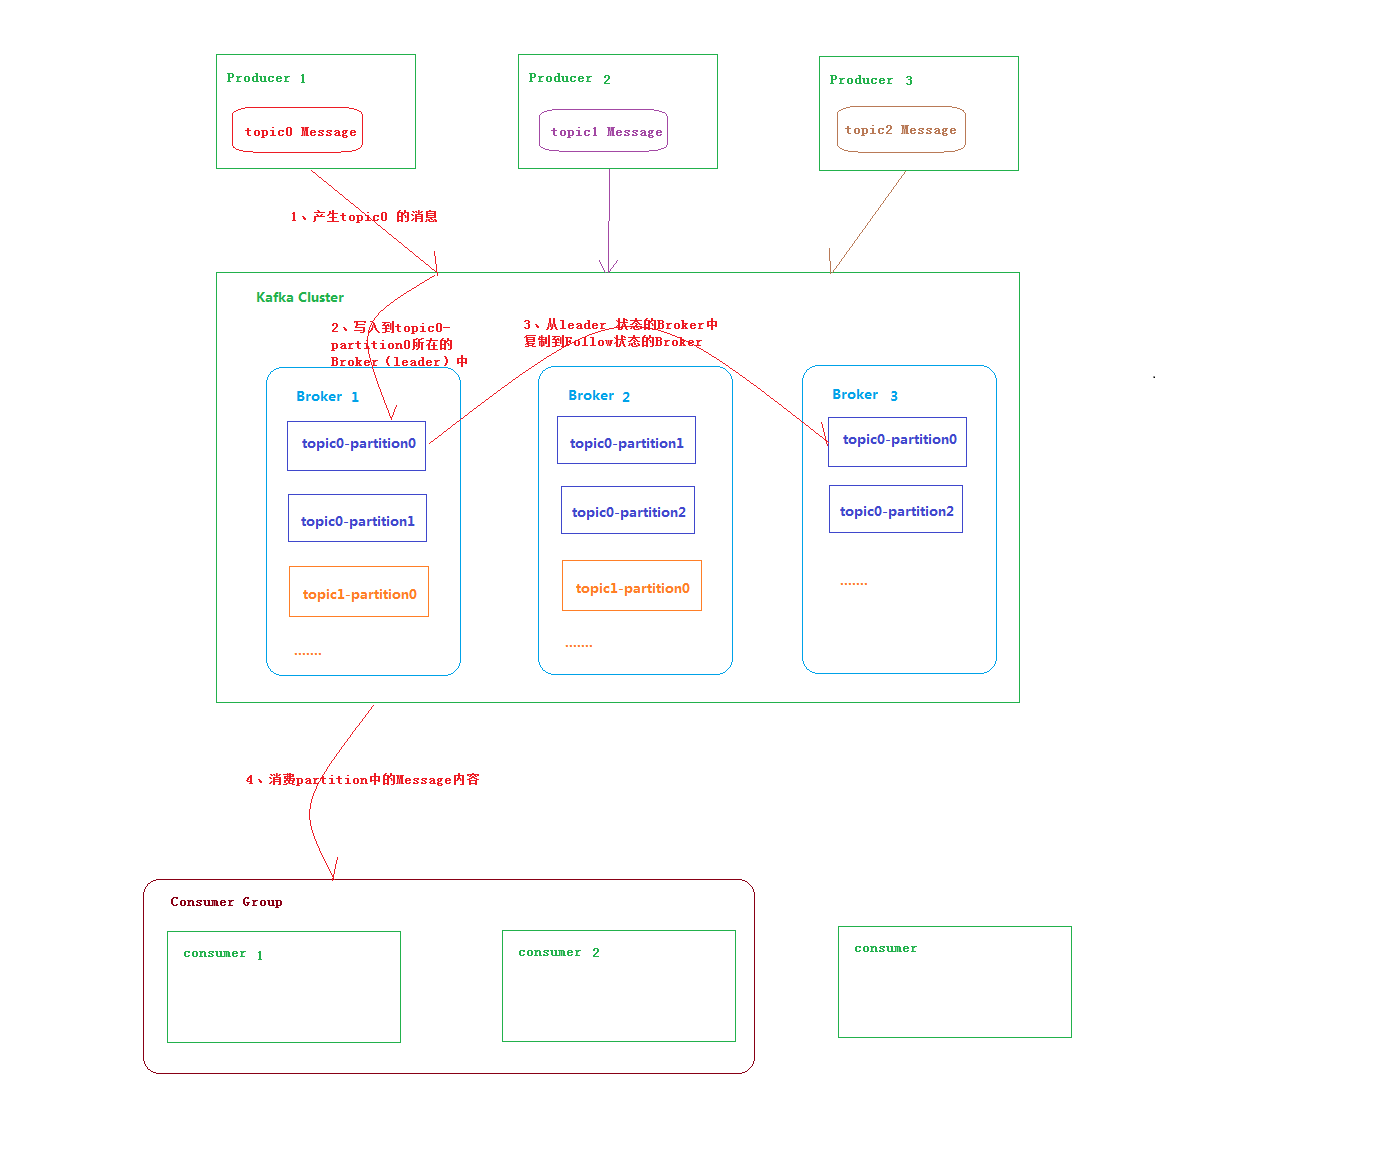 Producer 1
topic0 Message
Producer 2
topic1 Message
Producer 3
topic2 Message
1、产生topic0 的消息
Kafka Cluster
2、写入到topic0-
partition0所在的
Broker（leader）中
3、从leader 状态的Broker中
复制到Follow状态的Broker
Broker 1
topic0-partition0
topic0-partition1
topic1-partition0
.......
Broker 2
topic0-partition1
topic0-partition2
topic1-partition0
.......
Broker 3
topic0-partition0
topic0-partition2
.......
4、消费partition中的Message内容
Consumer Group
consumer 1
consumer 2
consumer